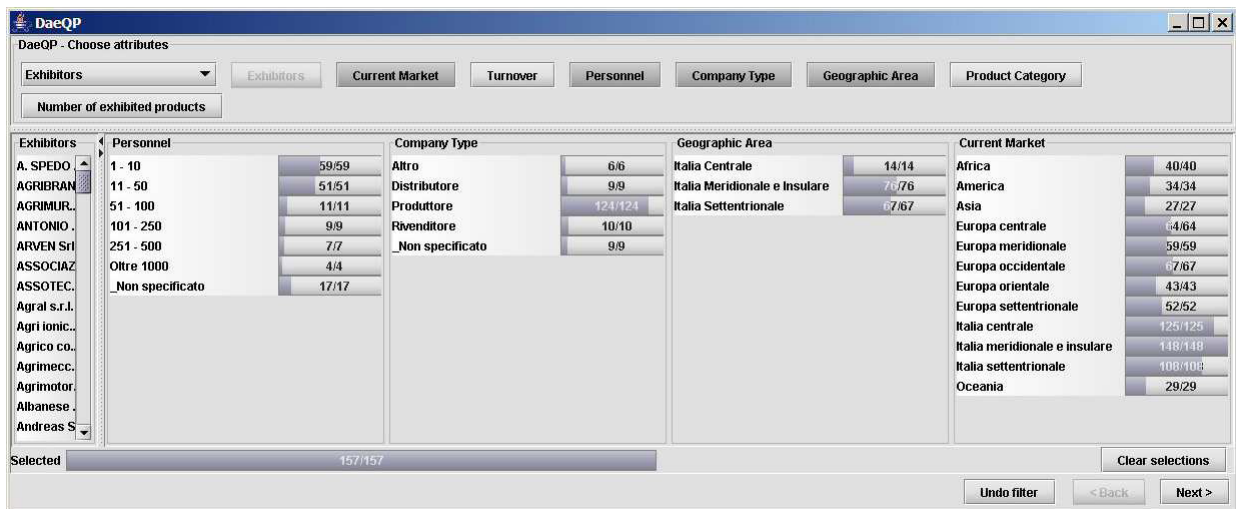 DaeQP
DaeQP - Choose attributes
Exhibitors Exhibitors Current Market Turnover Personnel Company Type Geographic Area Product Category
Number of exhibited products
Exhibitors
A. SPEDO .
AGRIBRAN
AGRIMUR..
ANTONIO .
ARVEN Srl
ASSOCIAZ
ASSOTEC.
Agral s.r.l.
Agri ionic..
Agrico co..
Agrimecc.
Agrimotor.
Albanese .
Andreas S
Personnel
1 - 10 59/59
11 - 50 51/51
51 - 100 11/11
101 - 250 9/9
251 - 500 7/7
Oltre 1000 4/4
_Non specificato 17/17
Company Type
Altro 6/6
Distributore 9/9
Produttore 124/124
Rivenditore 10/10
_Non specificato 9/9
Geographic Area
Italia Centrale 14/14
Italia Meridionale e Insulare 76/76
Italia Settentrionale 67/67
Current Market
Africa 40/40
America 34/34
Asia 27/27
Europa centrale 64/64
Europa meridionale 59/59
Europa occidentale 67/67
Europa orientale 43/43
Europa settentrionale 52/52
Italia centrale 125/125
Italia meridionale e insulare 148/148
Italia settentrionale 108/108
Oceania 29/29
Selected 157/157 Clear selections
Undo filter < Back Next >